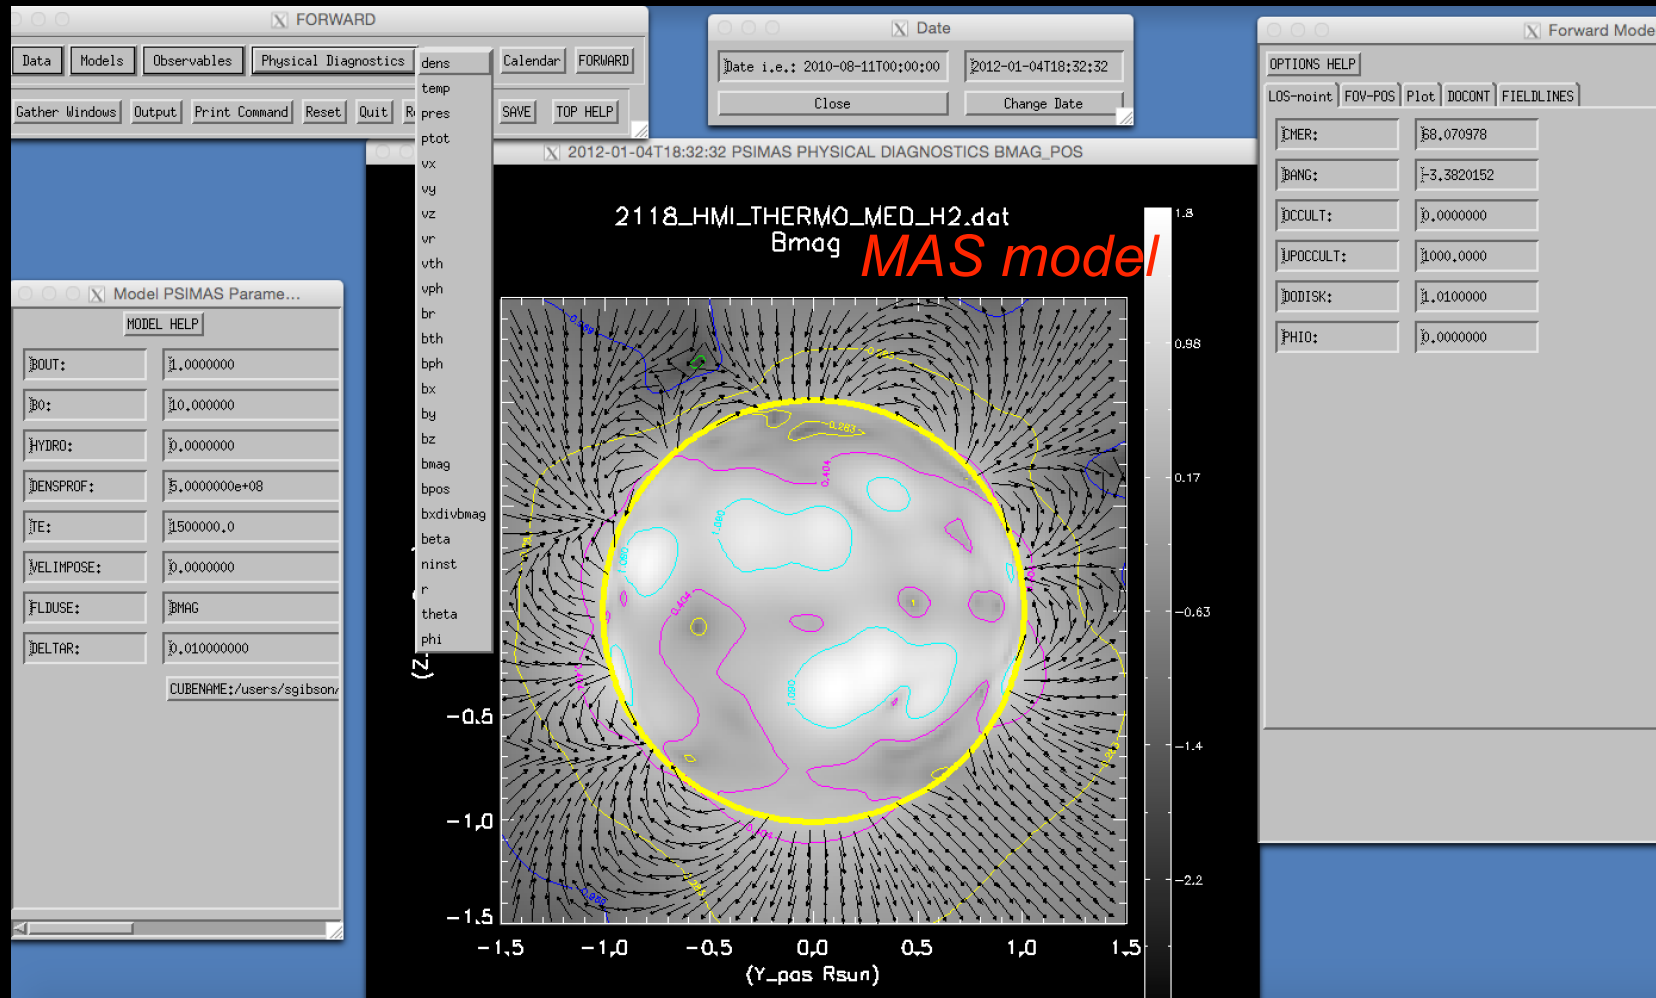 FORWARD
Data Models Observables Physical Diagnostics Calendar FORWARD
Gather Windows Output Print Command Reset Quit SAVE TOP HELP
dens
temp
pres
ptot
vx
vy
vz
vr
vth
vph
br
bth
bph
bx
by
bz
bmag
bpos
bxdivbmag
beta
ninst
r
theta
phi
Date
Date i.e.: 2010-08-11T00:00:00 2012-01-04T18:32:32
Close Change Date
2012-01-04T18:32:32 PSIMAS PHYSICAL DIAGNOSTICS BMAG_POS
2118_HMI_THERMO_MED_H2.dat
Bmag
MAS model
1.8
0.98
0.17
-0.63
-1.4
-2.2
-0.283
0.404
1.090
-0.5
-1.0
-1.5
-1.5 -1.0 -0.5 0.0 0.5 1.0 1.5
(Y_pos Rsun)
Model PSIMAS Parame...
MODEL HELP
BOUT: 1.0000000
BO: 10.000000
HYDRO: 0.0000000
DENSPROF: 5.0000000e+08
TE: 1500000.0
VELIMPOSE: 0.0000000
FLDUSE: BMAG
DELTAR: 0.010000000
CUBENAME:/users/sgibson/
Forward Mode
OPTIONS HELP
LOS-noint FOV-POS Plot DOCONT FIELDLINES
CMER: 68.070978
BANG: -3.3820152
OCCULT: 0.0000000
UPOCCULT: 1000.0000
DODISK: 1.0100000
PHIO: 0.0000000